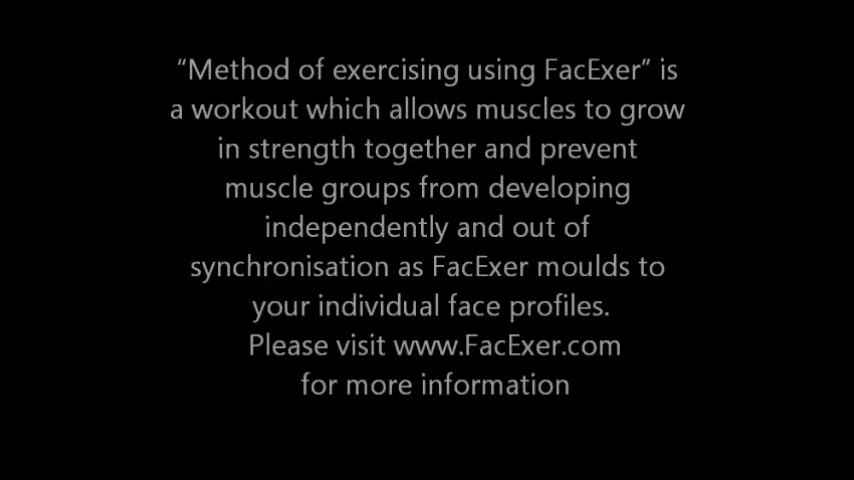 “Method of exercising using FacExer” is
a workout which allows muscles to grow
in strength together and prevent
muscle groups from developing
independently and out of
synchronisation as FacExer moulds to
your individual face profiles.
Please visit www.FacExer.com
for more information